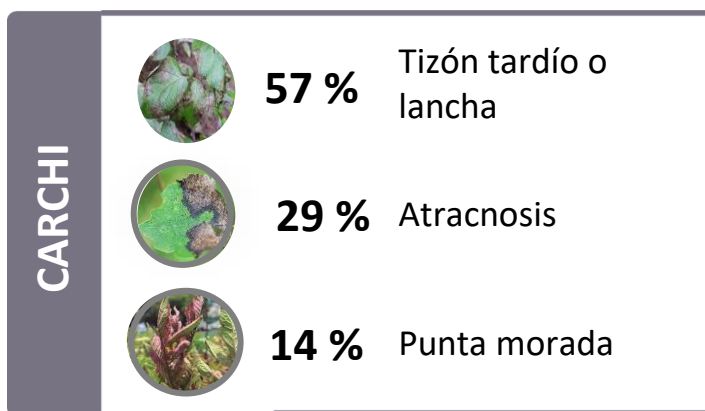 CARCHI
57 %
Tizón tardío o
lancha
29 %
Atracnosis
14 %
Punta morada